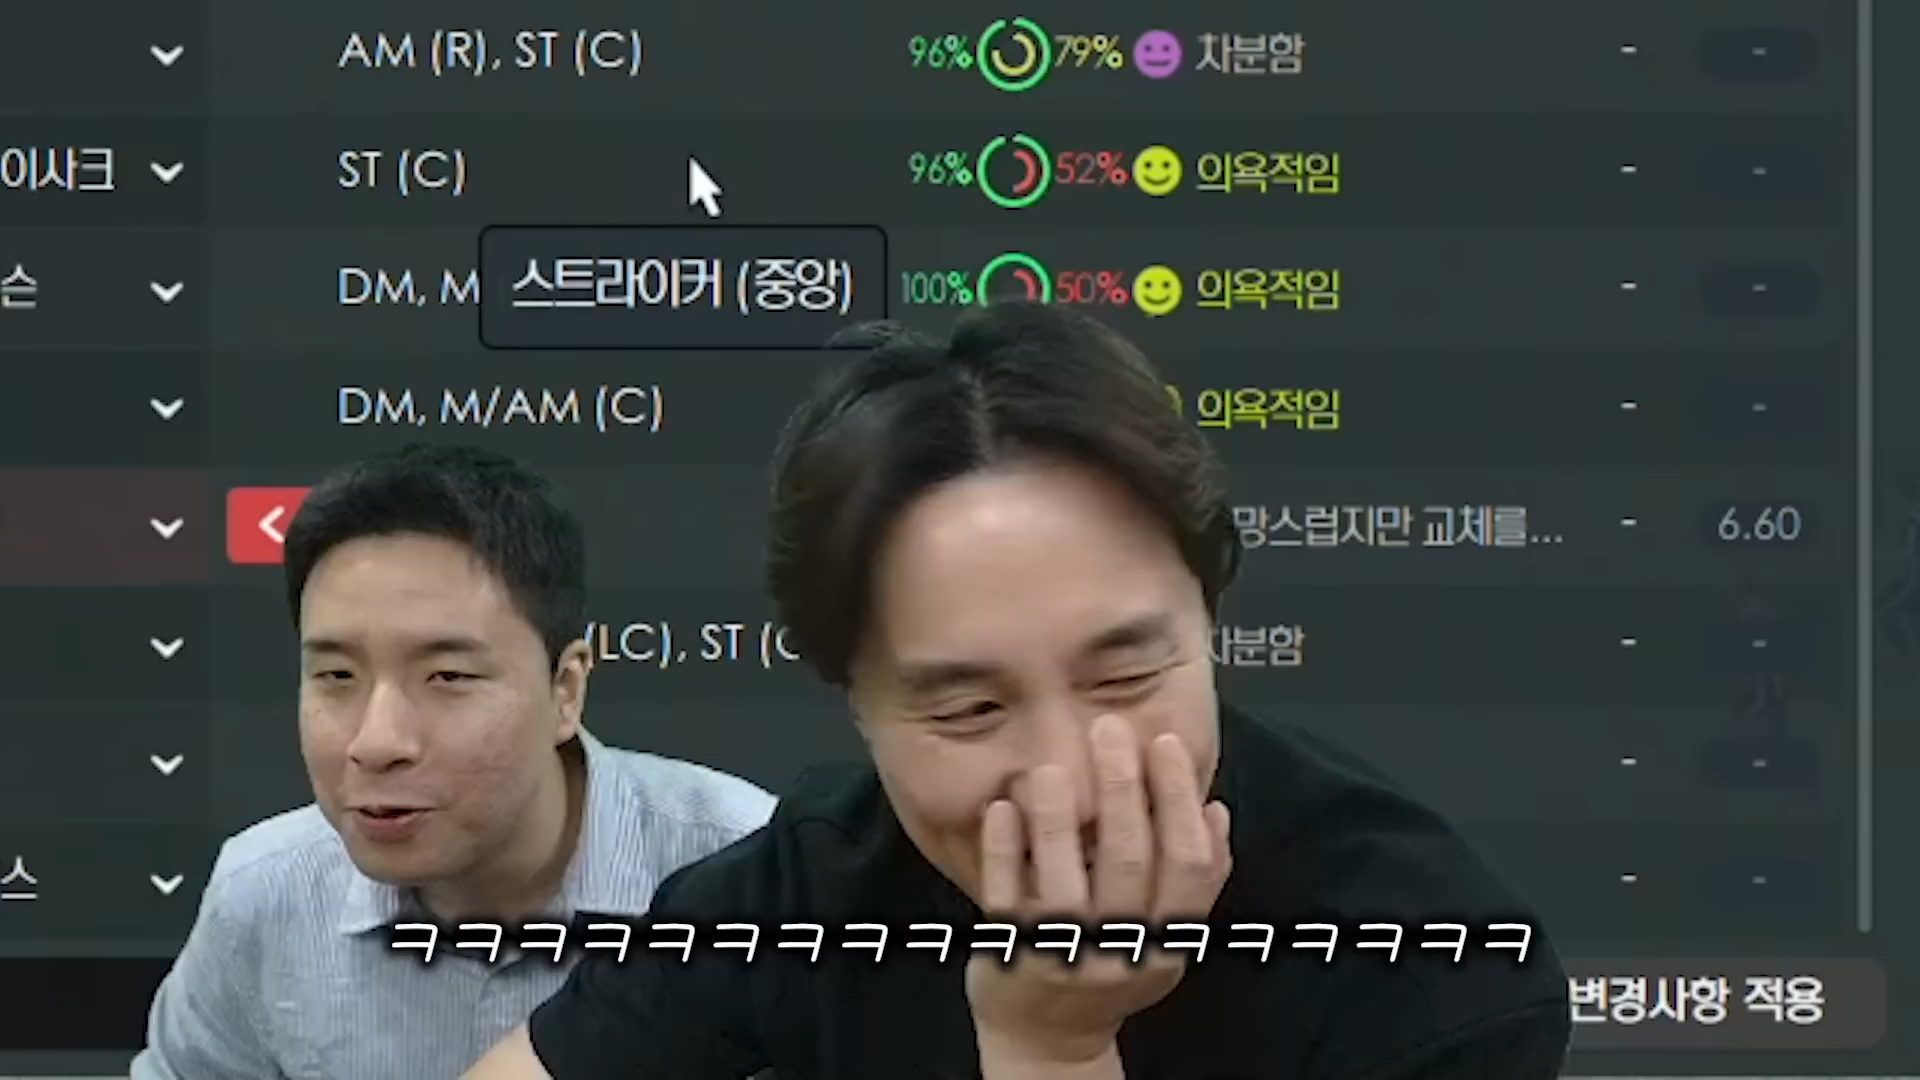 AM (R), ST (C) 96% 79% 차분함 - -
이사크 ST (C) 96% 52% 의욕적임 - -
슨 DM, M 100% 50% 의욕적임 - -
스트라이커 (중앙)
DM, M/AM (C) 의욕적임 - -
망스럽지만 교체를... - 6.60
(LC), ST (C 차분함 - -
- -
스 - -
ㅋㅋㅋㅋㅋㅋㅋㅋㅋㅋㅋㅋㅋㅋㅋㅋㅋㅋ
변경사항 적용